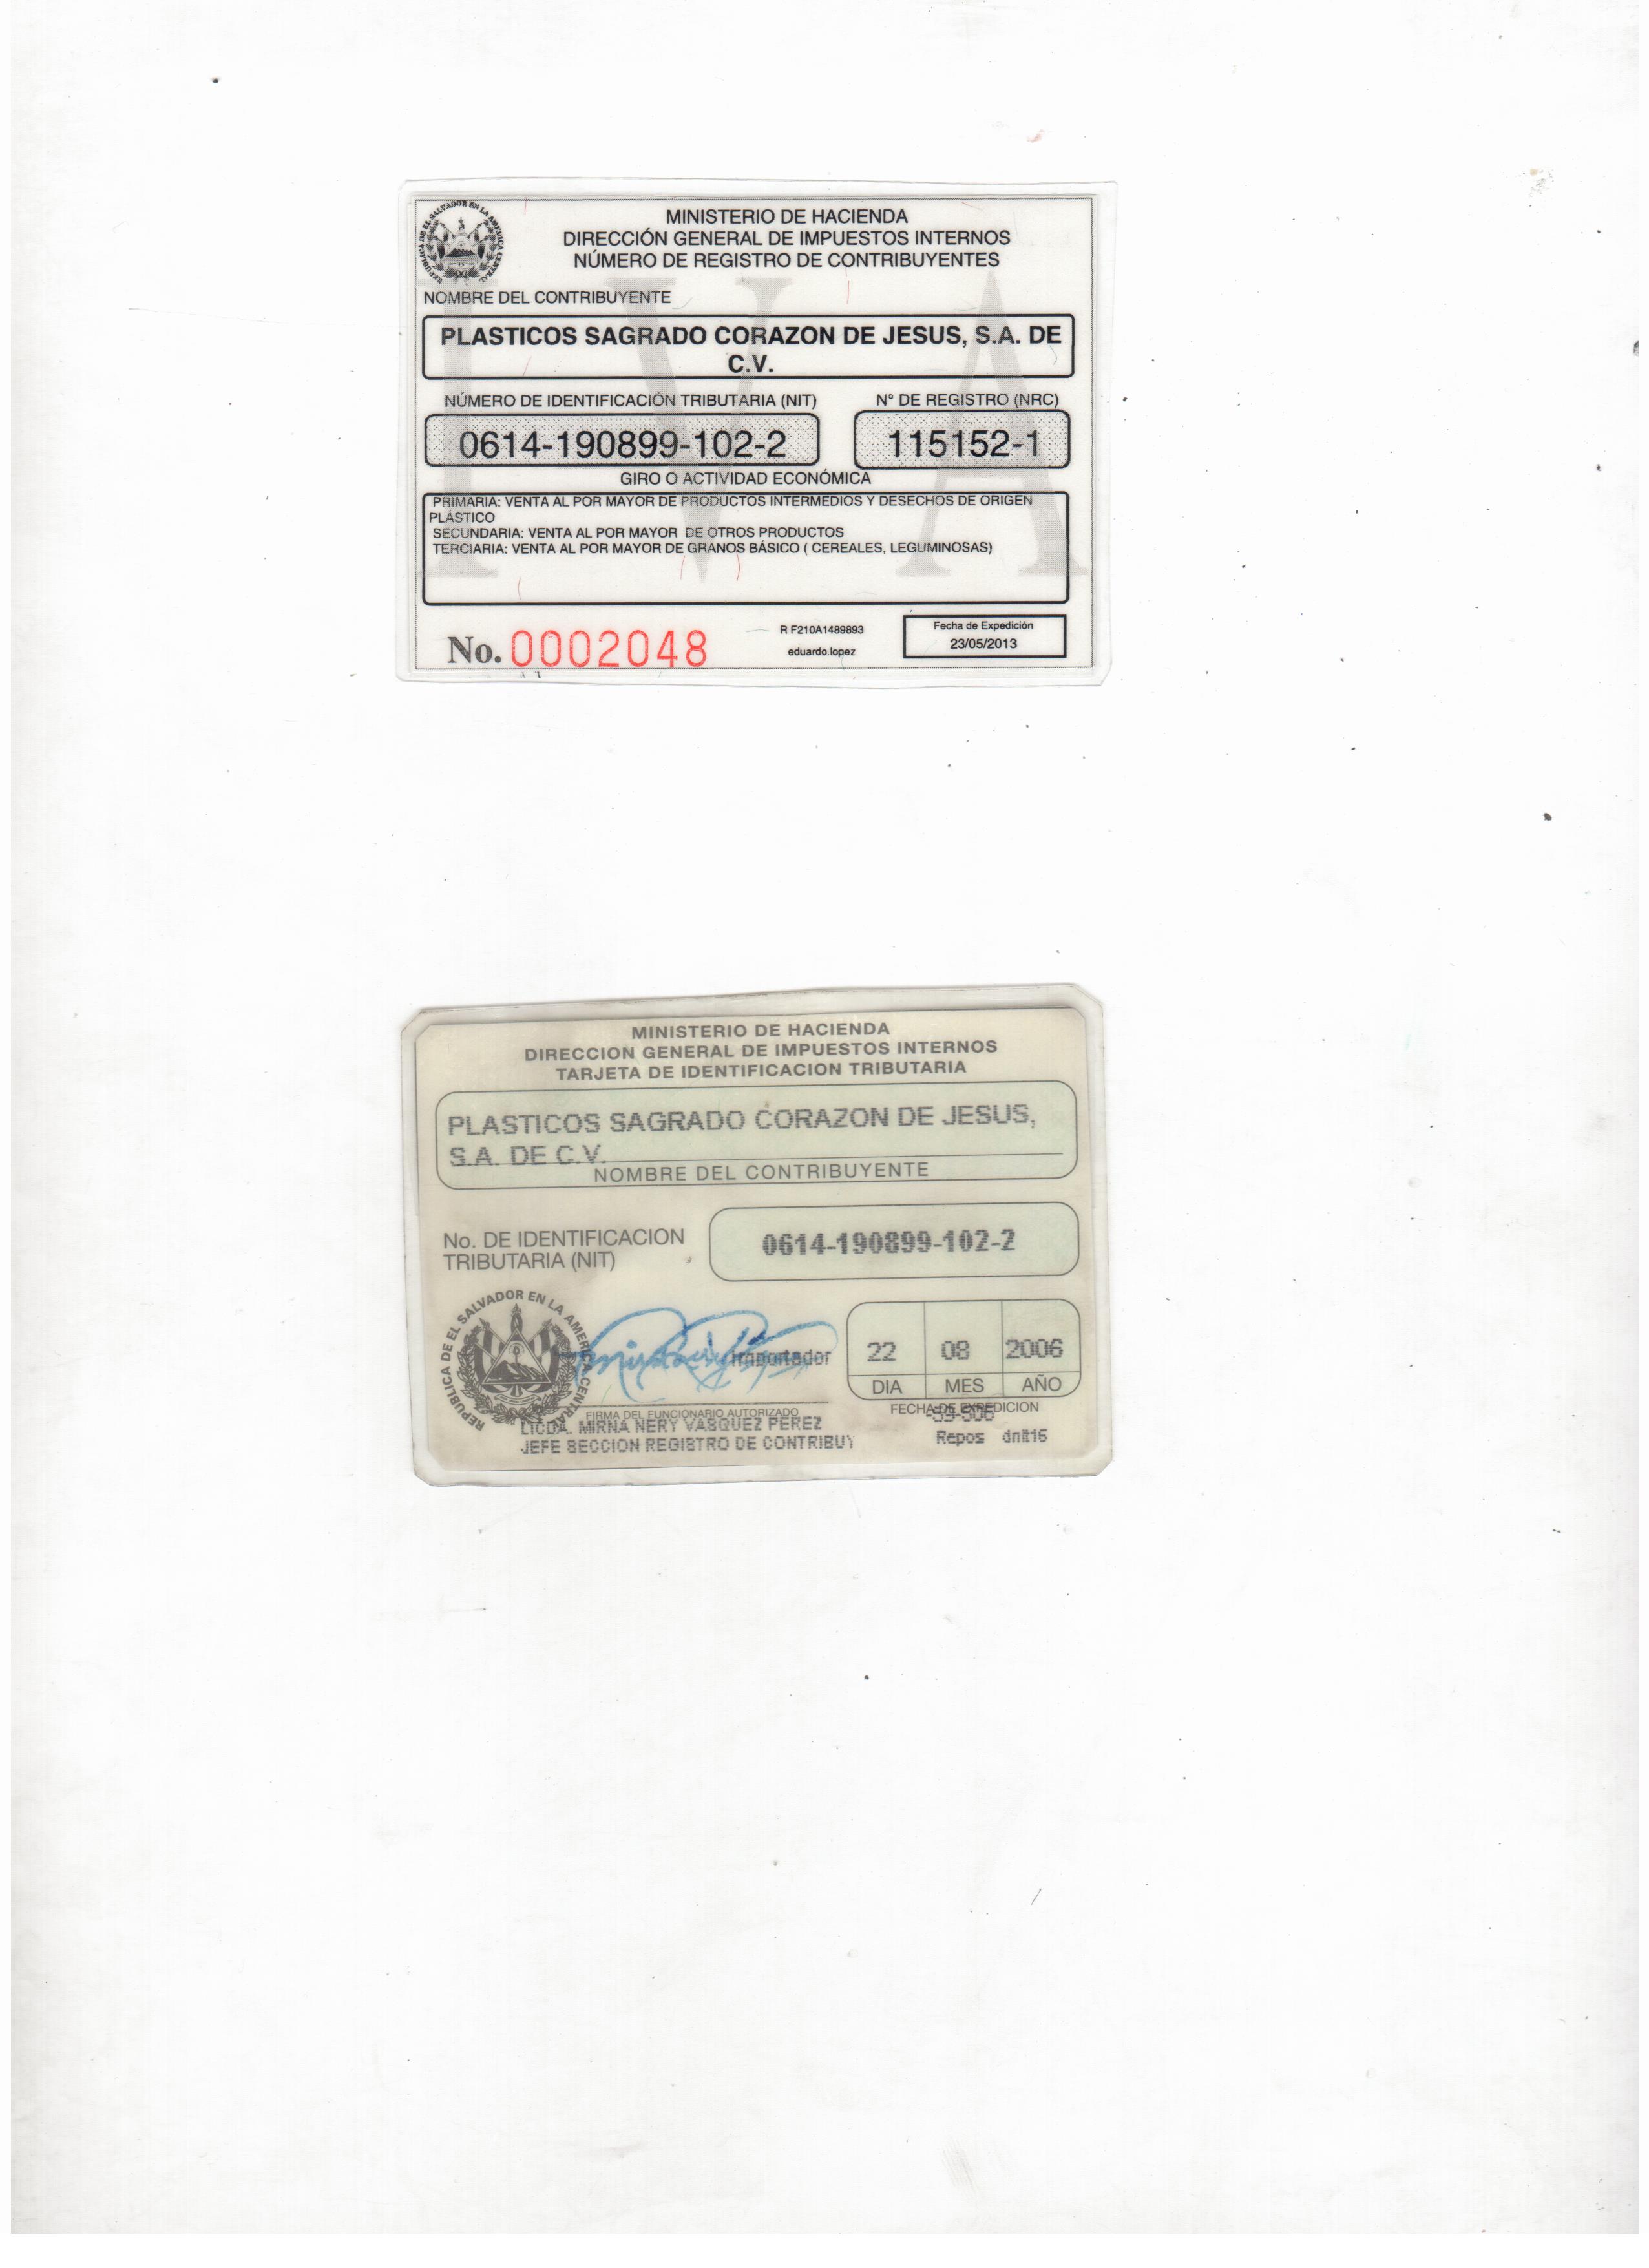 REPUBLICA DE EL SALVADOR EN LA AMERICA CENTRAL
MINISTERIO DE HACIENDA
DIRECCIÓN GENERAL DE IMPUESTOS INTERNOS
NÚMERO DE REGISTRO DE CONTRIBUYENTES
IVA
NOMBRE DEL CONTRIBUYENTE
PLASTICOS SAGRADO CORAZON DE JESUS, S.A. DE
C.V.
NÚMERO DE IDENTIFICACIÓN TRIBUTARIA (NIT) N° DE REGISTRO (NRC)
0614-190899-102-2 115152-1
GIRO O ACTIVIDAD ECONÓMICA
PRIMARIA: VENTA AL POR MAYOR DE PRODUCTOS INTERMEDIOS Y DESECHOS DE ORIGEN
PLÁSTICO
SECUNDARIA: VENTA AL POR MAYOR DE OTROS PRODUCTOS
TERCIARIA: VENTA AL POR MAYOR DE GRANOS BÁSICO ( CEREALES, LEGUMINOSAS)
No. 0002048
R F210A1489893
eduardo.lopez
Fecha de Expedición
23/05/2013
MINISTERIO DE HACIENDA
DIRECCION GENERAL DE IMPUESTOS INTERNOS
TARJETA DE IDENTIFICACION TRIBUTARIA
PLASTICOS SAGRADO CORAZON DE JESUS,
S.A. DE C.V.
NOMBRE DEL CONTRIBUYENTE
No. DE IDENTIFICACION
TRIBUTARIA (NIT)
0614-190899-102-2
REPUBLICA DE EL SALVADOR EN LA AMERICA CENTRAL
Importador
22 08 2006
DIA MES AÑO
FECHA DE EXPEDICION
FIRMA DEL FUNCIONARIO AUTORIZADO
LICDA. MIRNA NERY VASQUEZ PEREZ
JEFE SECCION REGISTRO DE CONTRIBUY
Repos